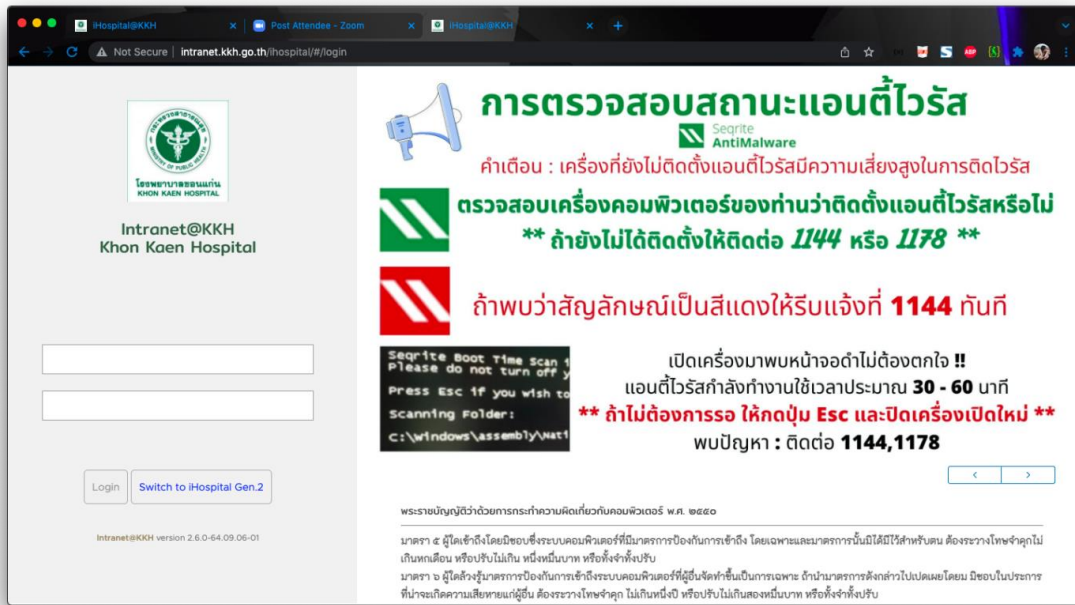 iHospital@KKH
Post Attendee - Zoom
iHospital@KKH
Not Secure
intranet.kkh.go.th/ihospital/#/login
กระทรวงสาธารณสุข
MINISTRY OF PUBLIC HEALTH
โรงพยาบาลขอนแก่น
KHON KAEN HOSPITAL
Intranet@KKH
Khon Kaen Hospital
Login
Switch to iHospital Gen.2
Intranet@KKH version 2.6.0-64.09.06-01
การตรวจสอบสถานะแอนตี้ไวรัส
Seqrite
AntiMalware
คำเตือน : เครื่องที่ยังไม่ติดตั้งแอนตี้ไวรัสมีความเสี่ยงสูงในการติดไวรัส
ตรวจสอบเครื่องคอมพิวเตอร์ของท่านว่าติดตั้งแอนตี้ไวรัสหรือไม่
** ถ้ายังไม่ได้ติดตั้งให้ติดต่อ 1144 หรือ 1178 **
ถ้าพบว่าสัญลักษณ์เป็นสีแดงให้รีบแจ้งที่ 1144 ทันที
Seqrite Boot Time Scan
Please do not turn off y
Press Esc if you wish to
Scanning Folder:
C:\Windows\assembly\Nati
เปิดเครื่องมาพบหน้าจอดำไม่ต้องตกใจ !!
แอนตี้ไวรัสกำลังทำงานใช้เวลาประมาณ 30 - 60 นาที
** ถ้าไม่ต้องการรอ ให้กดปุ่ม Esc และปิดเครื่องเปิดใหม่ **
พบปัญหา : ติดต่อ 1144,1178
พระราชบัญญัติว่าด้วยการกระทำความผิดเกี่ยวกับคอมพิวเตอร์ พ.ศ. ๒๕๕๐
มาตรา ๕ ผู้ใดเข้าถึงโดยมิชอบซึ่งระบบคอมพิวเตอร์ที่มีมาตรการป้องกันการเข้าถึง โดยเฉพาะและมาตรการนั้นมิได้มีไว้สำหรับตน ต้องระวางโทษจำคุกไม่
เกินหกเดือน หรือปรับไม่เกิน หนึ่งหมื่นบาท หรือทั้งจำทั้งปรับ
มาตรา ๖ ผู้ใดล่วงรู้มาตรการป้องกันการเข้าถึงระบบคอมพิวเตอร์ที่ผู้อื่นจัดทำขึ้นเป็นการเฉพาะ ถ้านำมาตรการดังกล่าวไปเปิดเผยโดยม มิชอบในประการ
ที่น่าจะเกิดความเสียหายแก่ผู้อื่น ต้องระวางโทษจำคุก ไม่เกินหนึ่งปี หรือปรับไม่เกินสองหมื่นบาท หรือทั้งจำทั้งปรับ